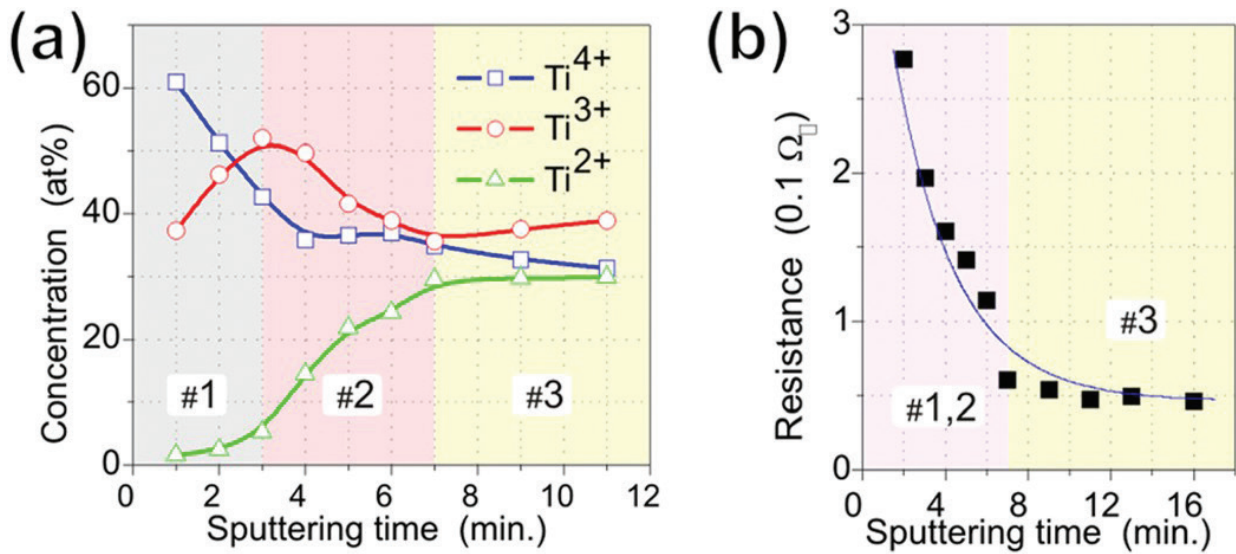 (a)
Concentration (at%)
60
40
20
0
Ti4+
Ti3+
Ti2+
#1
#2
#3
0 2 4 6 8 10 12
Sputtering time (min.)
(b)
Resistance (0.1 Ω□)
3
2
1
0
#3
#1,2
0 4 8 12 16
Sputtering time (min.)